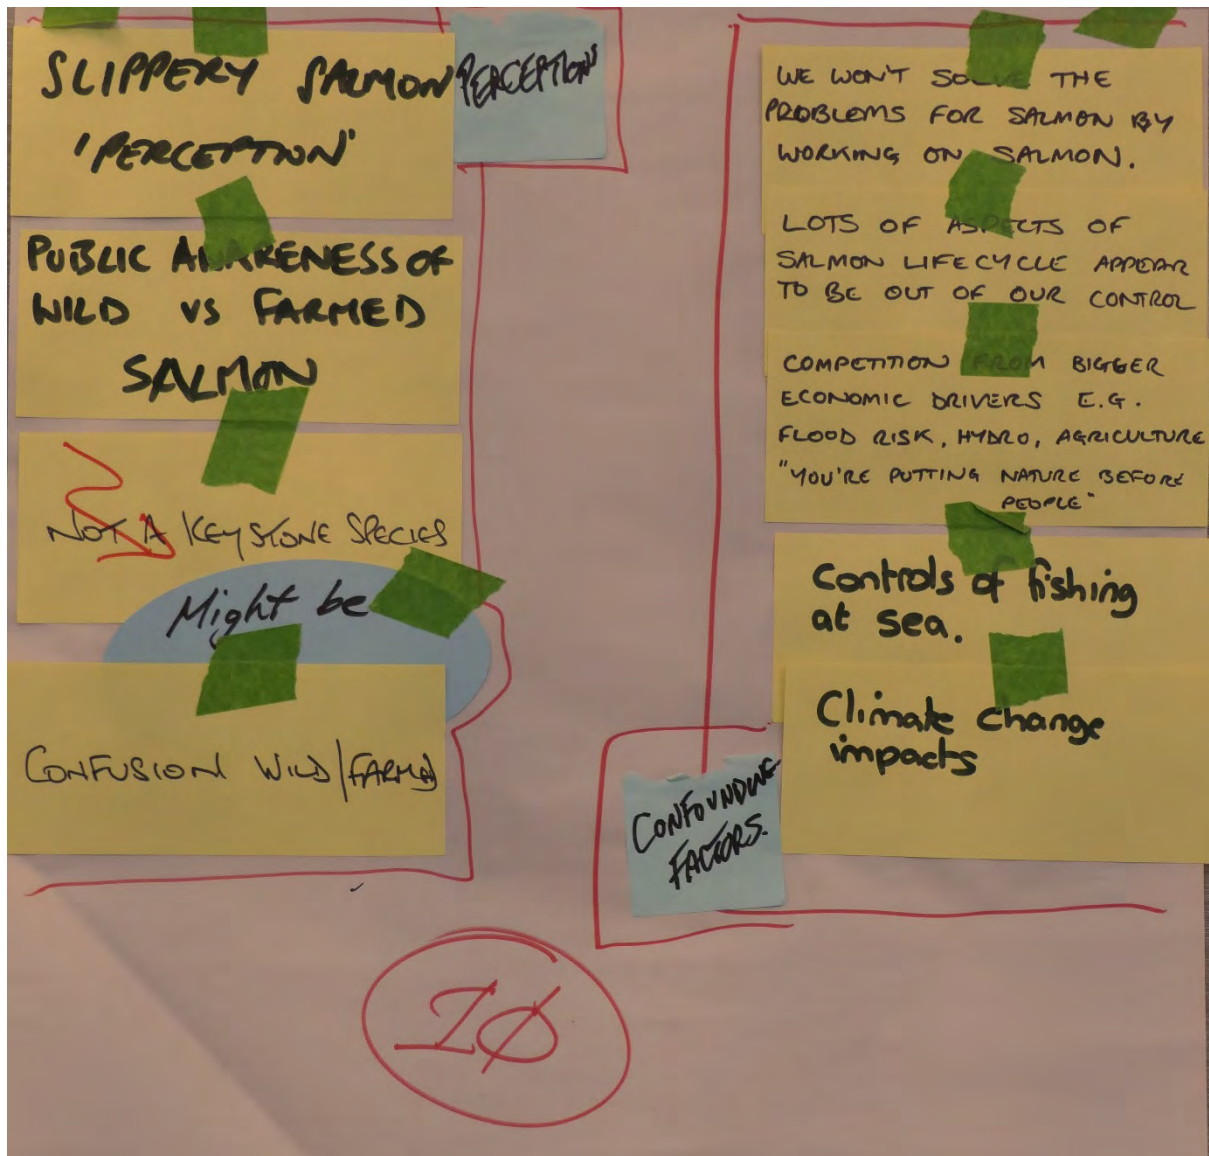 SLIPPERY SALMON
'PERCEPTION'
PERCEPTION
PUBLIC AWARENESS OF
WILD VS FARMED
SALMON
NOT A KEYSTONE SPECIES
Might be
CONFUSION WILD/FARMED
WE WON'T SOLVE THE
PROBLEMS FOR SALMON BY
WORKING ON SALMON.
LOTS OF ASPECTS OF
SALMON LIFECYCLE APPEAR
TO BE OUT OF OUR CONTROL
COMPETITION FROM BIGGER
ECONOMIC DRIVERS E.G.
FLOOD RISK, HYDRO, AGRICULTURE
"YOU'RE PUTTING NATURE BEFORE
PEOPLE"
Controls of fishing
at sea.
Climate change
impacts
CONFOUNDING
FACTORS.
10